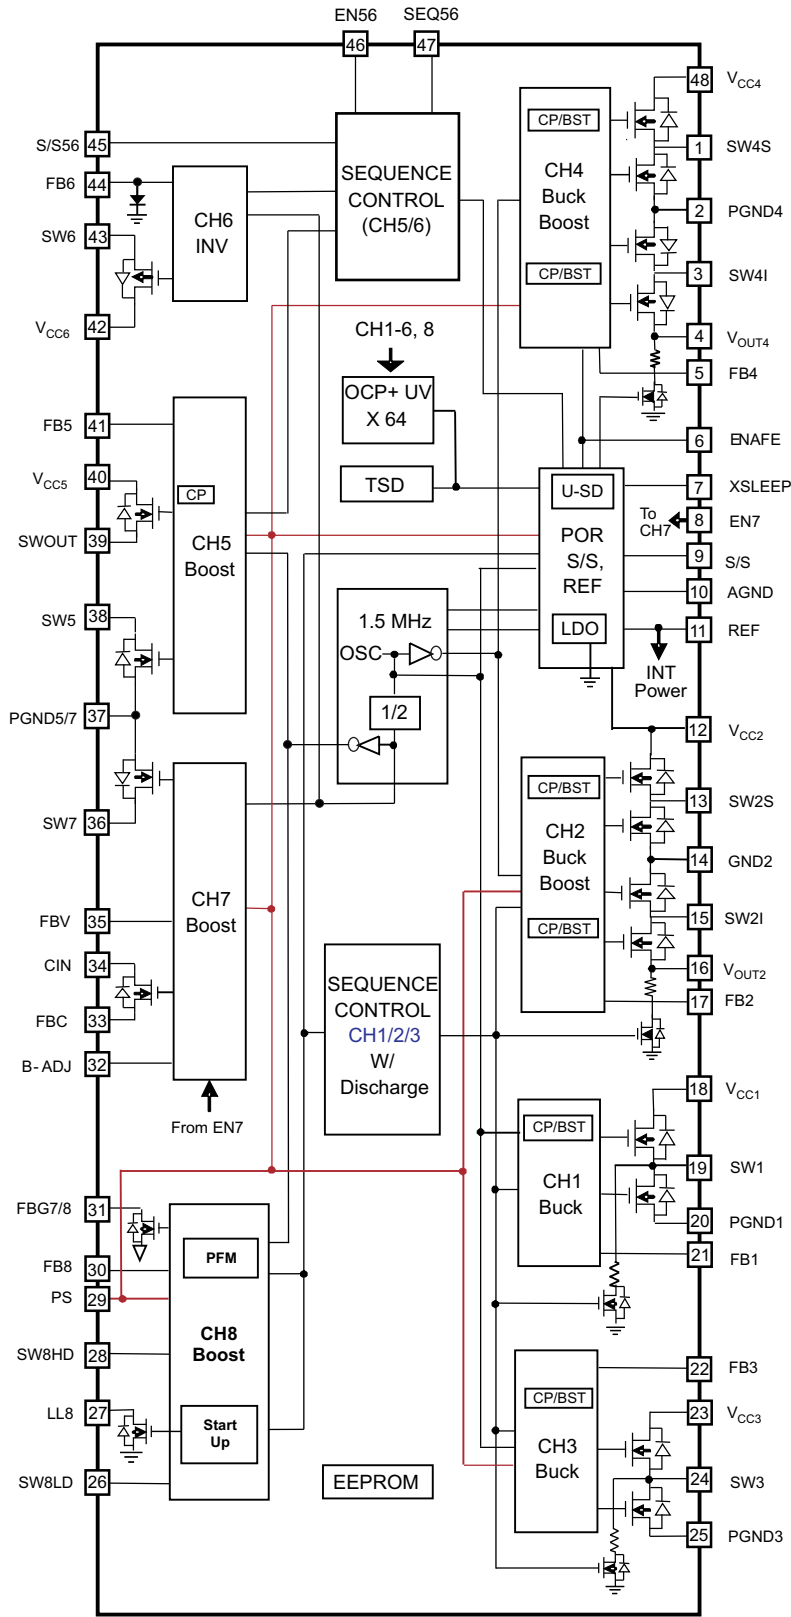 EN56 SEQ56
46 47
45 S/S56
44 FB6
43 SW6
42 VCC6
41 FB5
40 VCC5
39 SWOUT
38 SW5
37 PGND5/7
36 SW7
35 FBV
34 CIN
33 FBC
32 B-ADJ
31 FBG7/8
30 FB8
29 PS
28 SW8HD
27 LL8
26 SW8LD
CH6
INV
SEQUENCE
CONTROL
(CH5/6)
CP/BST
CH4
Buck
Boost
CP/BST
CH1-6, 8
OCP+ UV
X 64
TSD
CP
CH5
Boost
U-SD
POR
S/S,
REF
LDO
To
CH7
INT
Power
1.5 MHz
OSC
1/2
CP/BST
CH2
Buck
Boost
CP/BST
CH7
Boost
From EN7
SEQUENCE
CONTROL
CH1/2/3
W/
Discharge
CP/BST
CH1
Buck
PFM
CH8
Boost
Start
Up
CP/BST
CH3
Buck
EEPROM
48 VCC4
1 SW4S
2 PGND4
3 SW4I
4 VOUT4
5 FB4
6 ENAFE
7 XSLEEP
8 EN7
9 S/S
10 AGND
11 REF
12 VCC2
13 SW2S
14 GND2
15 SW2I
16 VOUT2
17 FB2
18 VCC1
19 SW1
20 PGND1
21 FB1
22 FB3
23 VCC3
24 SW3
25 PGND3